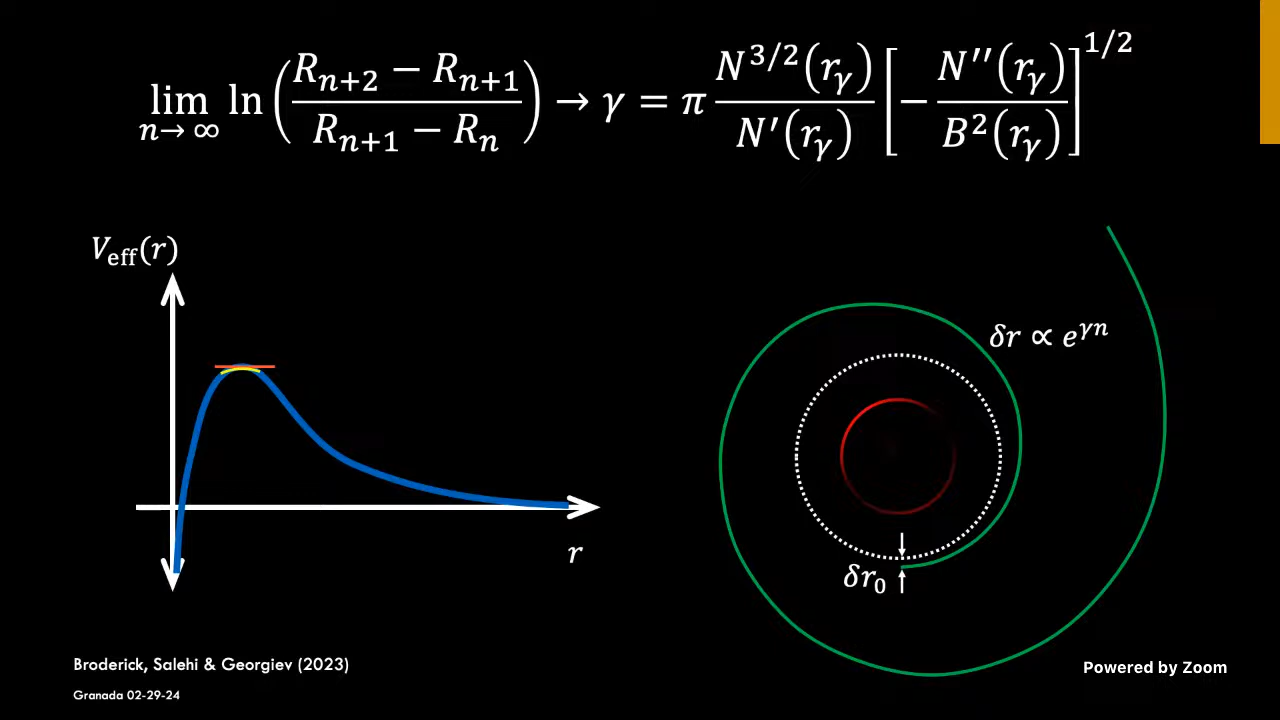 lim n→∞ ln ( (R_{n+2} − R_{n+1}) / (R_{n+1} − R_n) ) → γ = π (N^{3/2}(r_γ) / N′(r_γ)) [ − N″(r_γ) / B²(r_γ) ]^{1/2}
V_eff(r)
δr ∝ e^{γn}
r
δr₀
Broderick, Salehi & Georgiev (2023)
Powered by Zoom
Granada 02-29-24